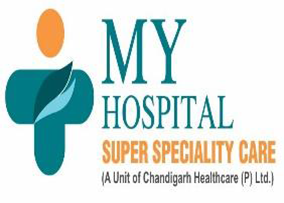 MY
HOSPITAL
SUPER SPECIALITY CARE
(A Unit of Chandigarh Healthcare (P) Ltd.)